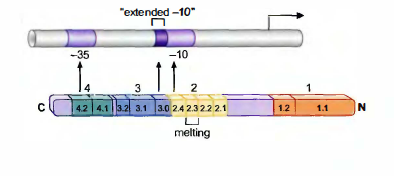 "extended –10"
–35 –10
4 3 2 1
C 4.2 4.1 3.2 3.1 3.0 2.4 2.3 2.2 2.1 1.2 1.1 N
melting